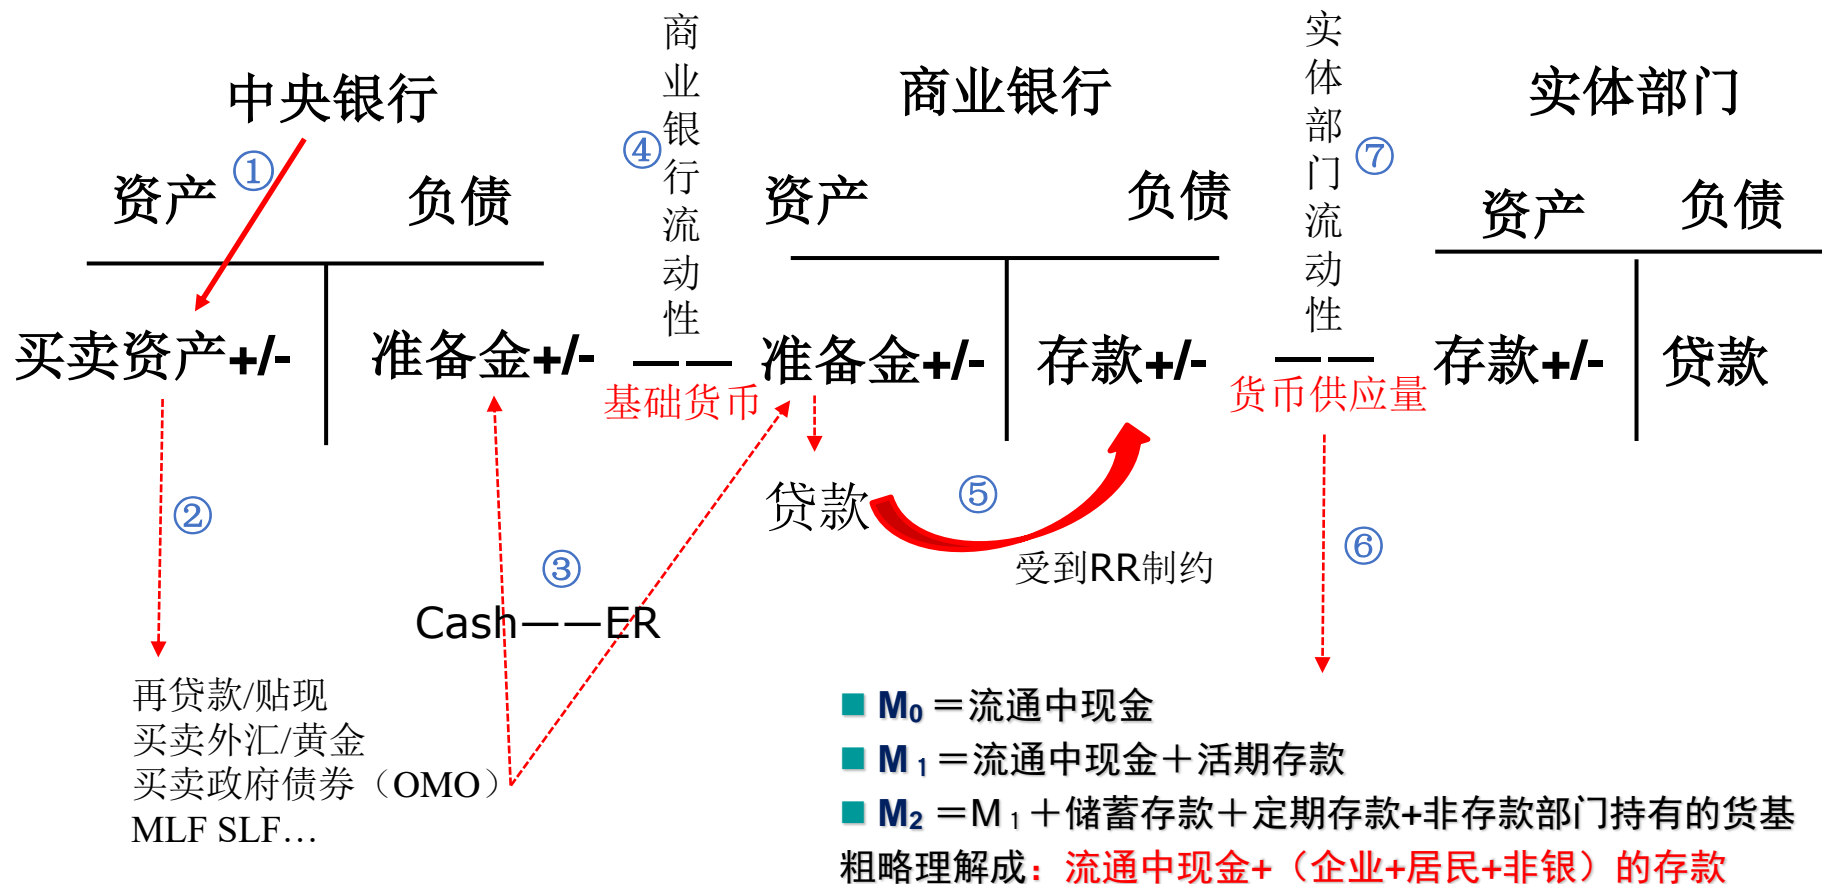 中央银行
商业银行流动性
商业银行
实体部门流动性
实体部门
①
④
⑦
资产
负债
资产
负债
资产
负债
买卖资产+/-
准备金+/-
——
准备金+/-
存款+/-
——
存款+/-
贷款
基础货币
货币供应量
②
贷款
⑤
③
受到RR制约
⑥
Cash——ER
再贷款/贴现
买卖外汇/黄金
买卖政府债券（OMO）
MLF SLF…
M₀ ＝流通中现金
M ₁ ＝流通中现金＋活期存款
M₂ ＝M ₁ ＋储蓄存款＋定期存款+非存款部门持有的货基
粗略理解成：流通中现金+（企业+居民+非银）的存款